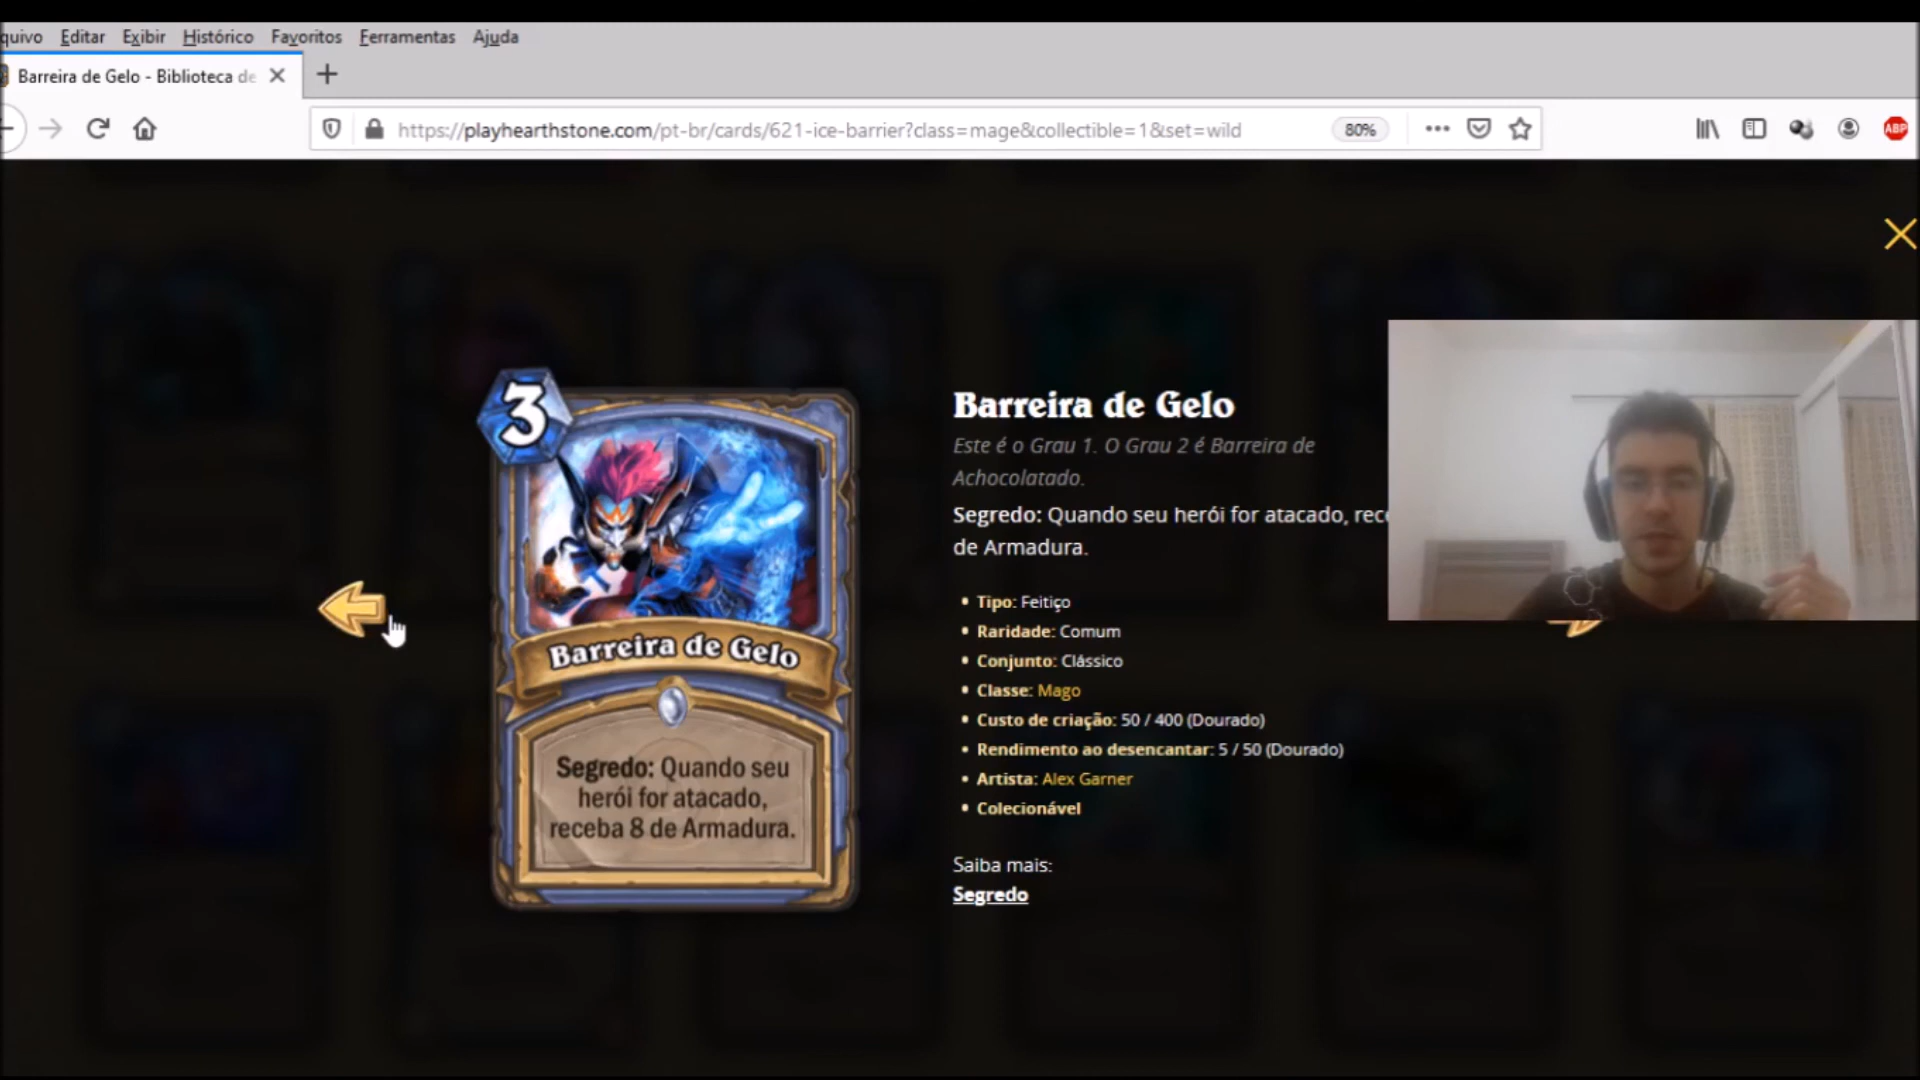 quivo Editar Exibir Histórico Favoritos Ferramentas Ajuda
Barreira de Gelo - Biblioteca de
https://playhearthstone.com/pt-br/cards/621-ice-barrier?class=mage&collectible=1&set=wild 80%
ABP
3
Barreira de Gelo
Segredo: Quando seu
herói for atacado,
receba 8 de Armadura.
Barreira de Gelo
Este é o Grau 1. O Grau 2 é Barreira de
Achocolatado.
Segredo: Quando seu herói for atacado, rece
de Armadura.
• Tipo: Feitiço
• Raridade: Comum
• Conjunto: Clássico
• Classe: Mago
• Custo de criação: 50 / 400 (Dourado)
• Rendimento ao desencantar: 5 / 50 (Dourado)
• Artista: Alex Garner
• Colecionável
Saiba mais:
Segredo